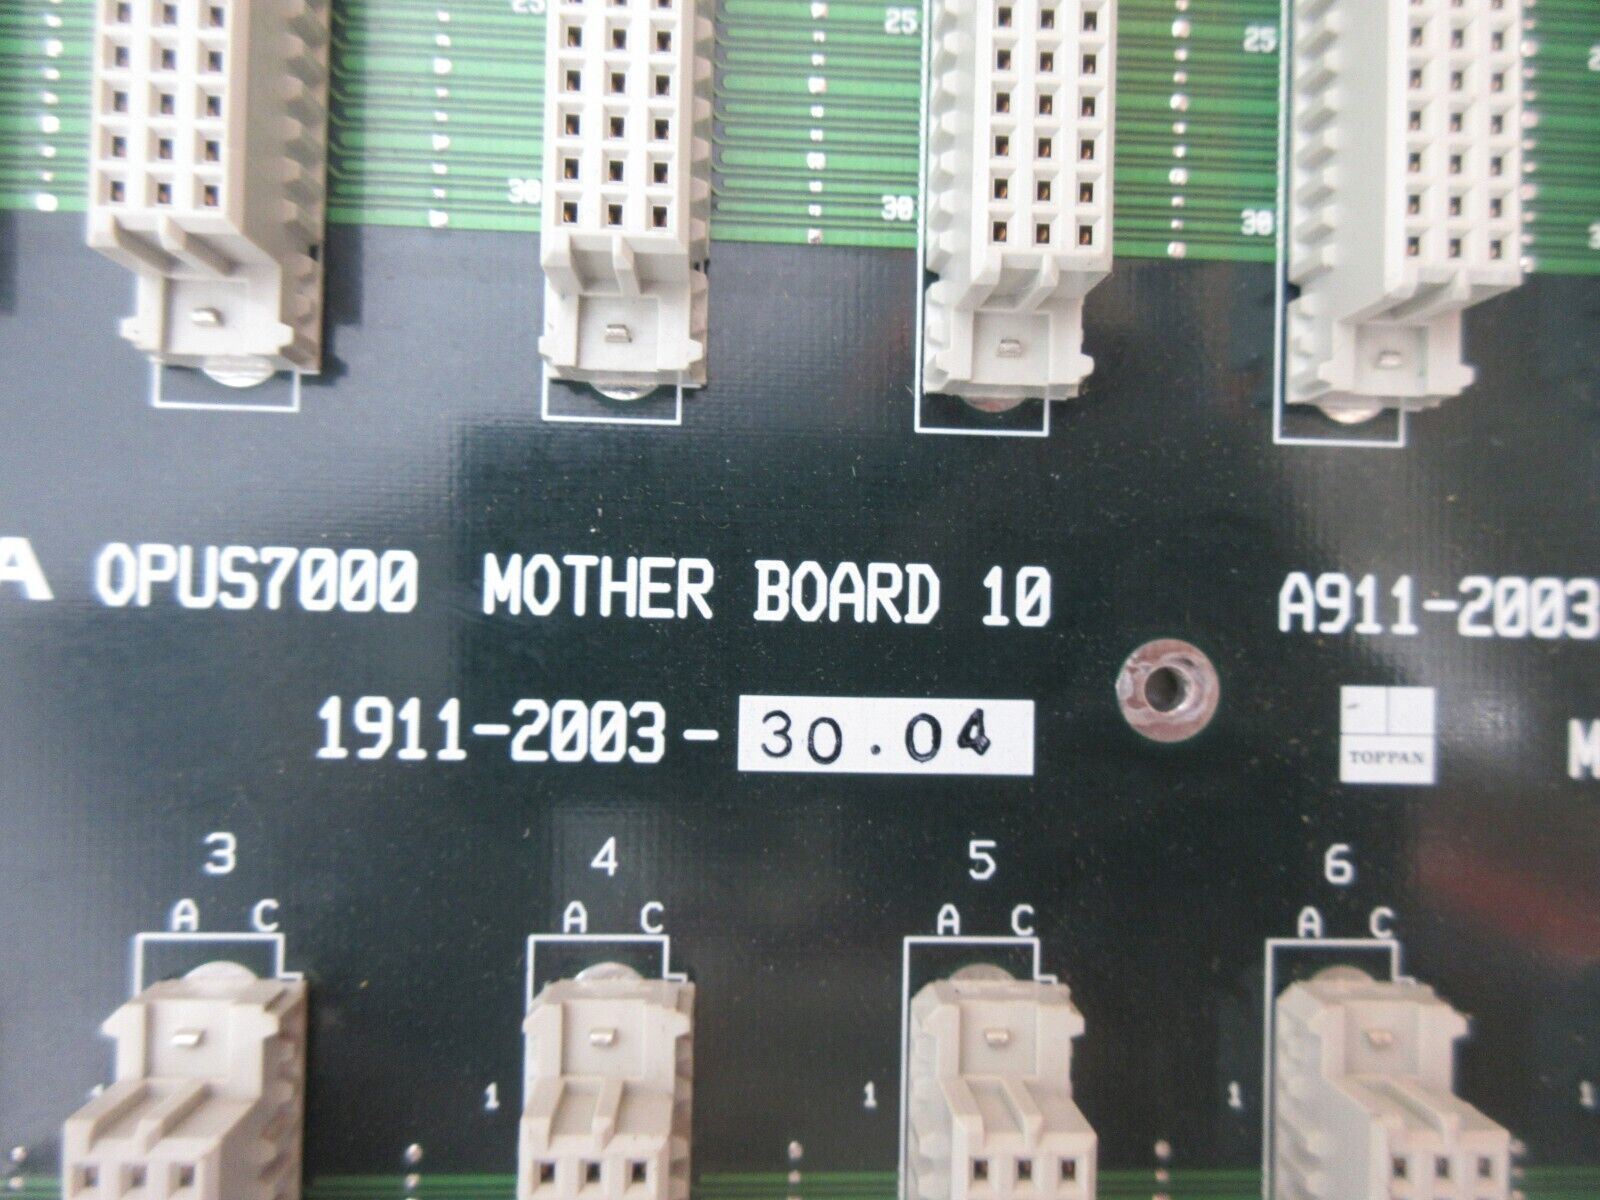 25 25 25
30 30 30
A OPUS7000 MOTHER BOARD 10 A911-2003
1911-2003-30.04
TOPPAN
M
3 4 5 6
A C A C A C A C
1 1 1 1